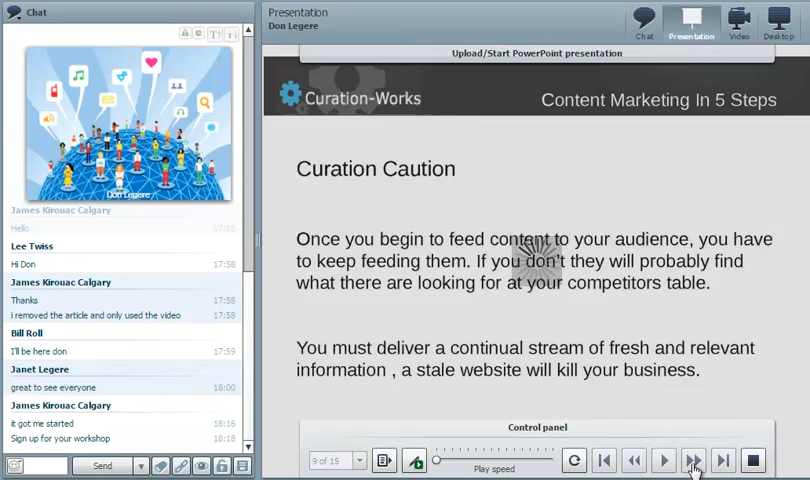 Chat
Don Legere
James Kirouac Calgary
Hello 17:58
Lee Twiss
Hi Don 17:58
James Kirouac Calgary
Thanks 17:58
i removed the article and only used the video 17:58
Bill Roll
I'll be here don 17:59
Janet Legere
great to see everyone 18:00
James Kirouac Calgary
it got me started 18:16
Sign up for your workshop 18:18
Send
Presentation
Don Legere
Chat
Presentation
Video
Desktop
Upload/Start PowerPoint presentation
Curation-Works
Content Marketing In 5 Steps
Curation Caution
Once you begin to feed content to your audience, you have
to keep feeding them. If you don't they will probably find
what there are looking for at your competitors table.
You must deliver a continual stream of fresh and relevant
information , a stale website will kill your business.
Control panel
9 of 15
Play speed